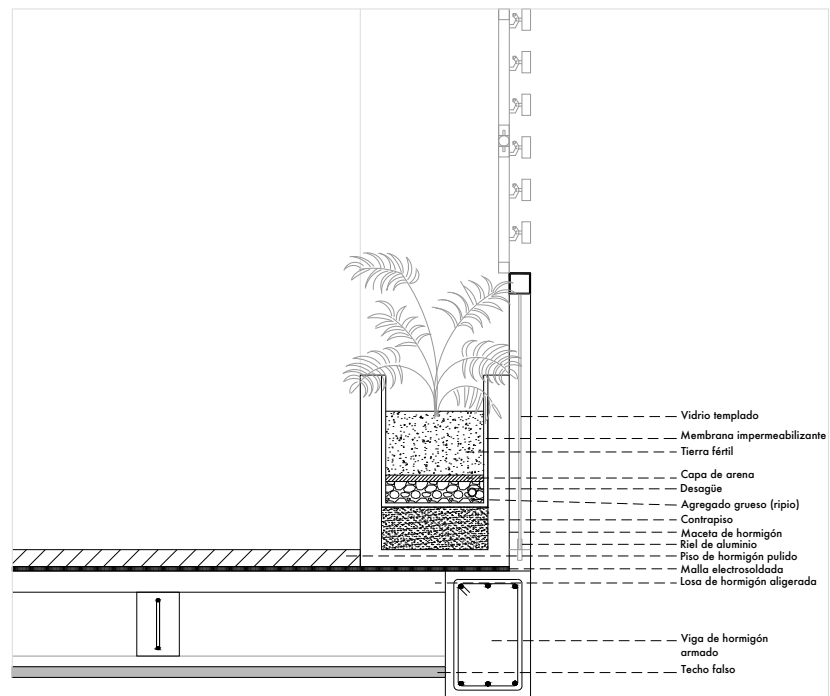 Vidrio templado
Membrana impermeabilizante
Tierra fértil
Capa de arena
Desagüe
Agregado grueso (ripio)
Contrapiso
Maceta de hormigón
Riel de aluminio
Piso de hormigón pulido
Malla electrosoldada
Losa de hormigón aligerada
Viga de hormigón
armado
Techo falso